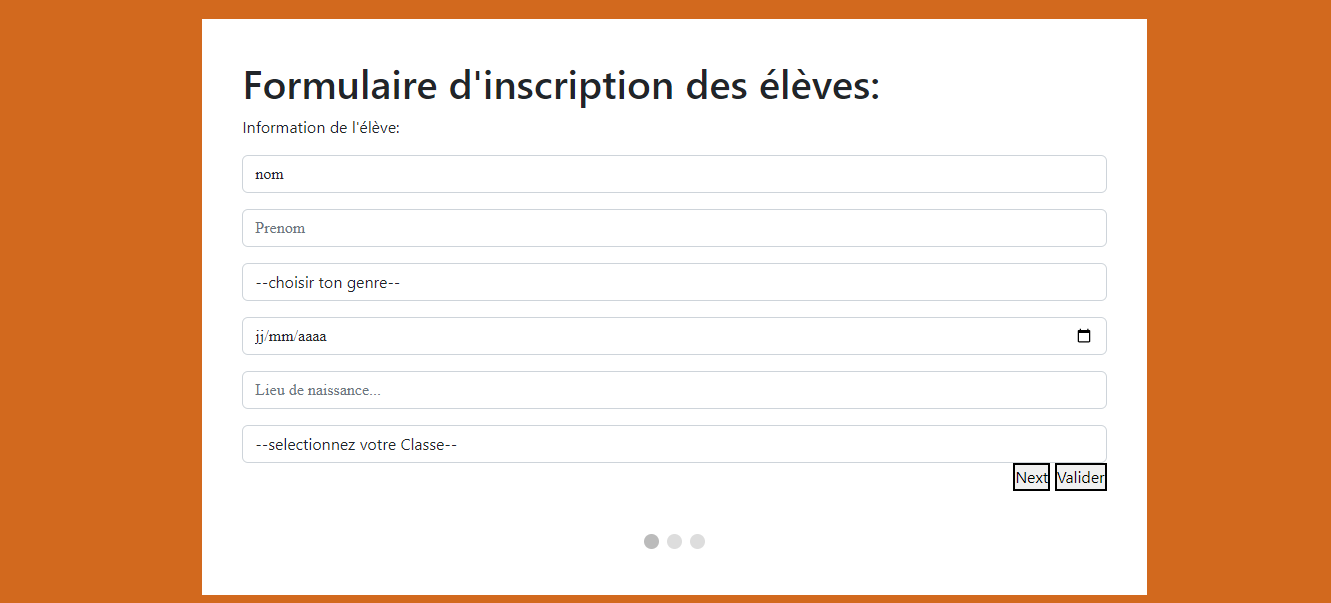 Formulaire d'inscription des élèves:
Information de l'élève:
nom
Prenom
--choisir ton genre--
jj/mm/aaaa
Lieu de naissance...
--selectionnez votre Classe--
Next Valider